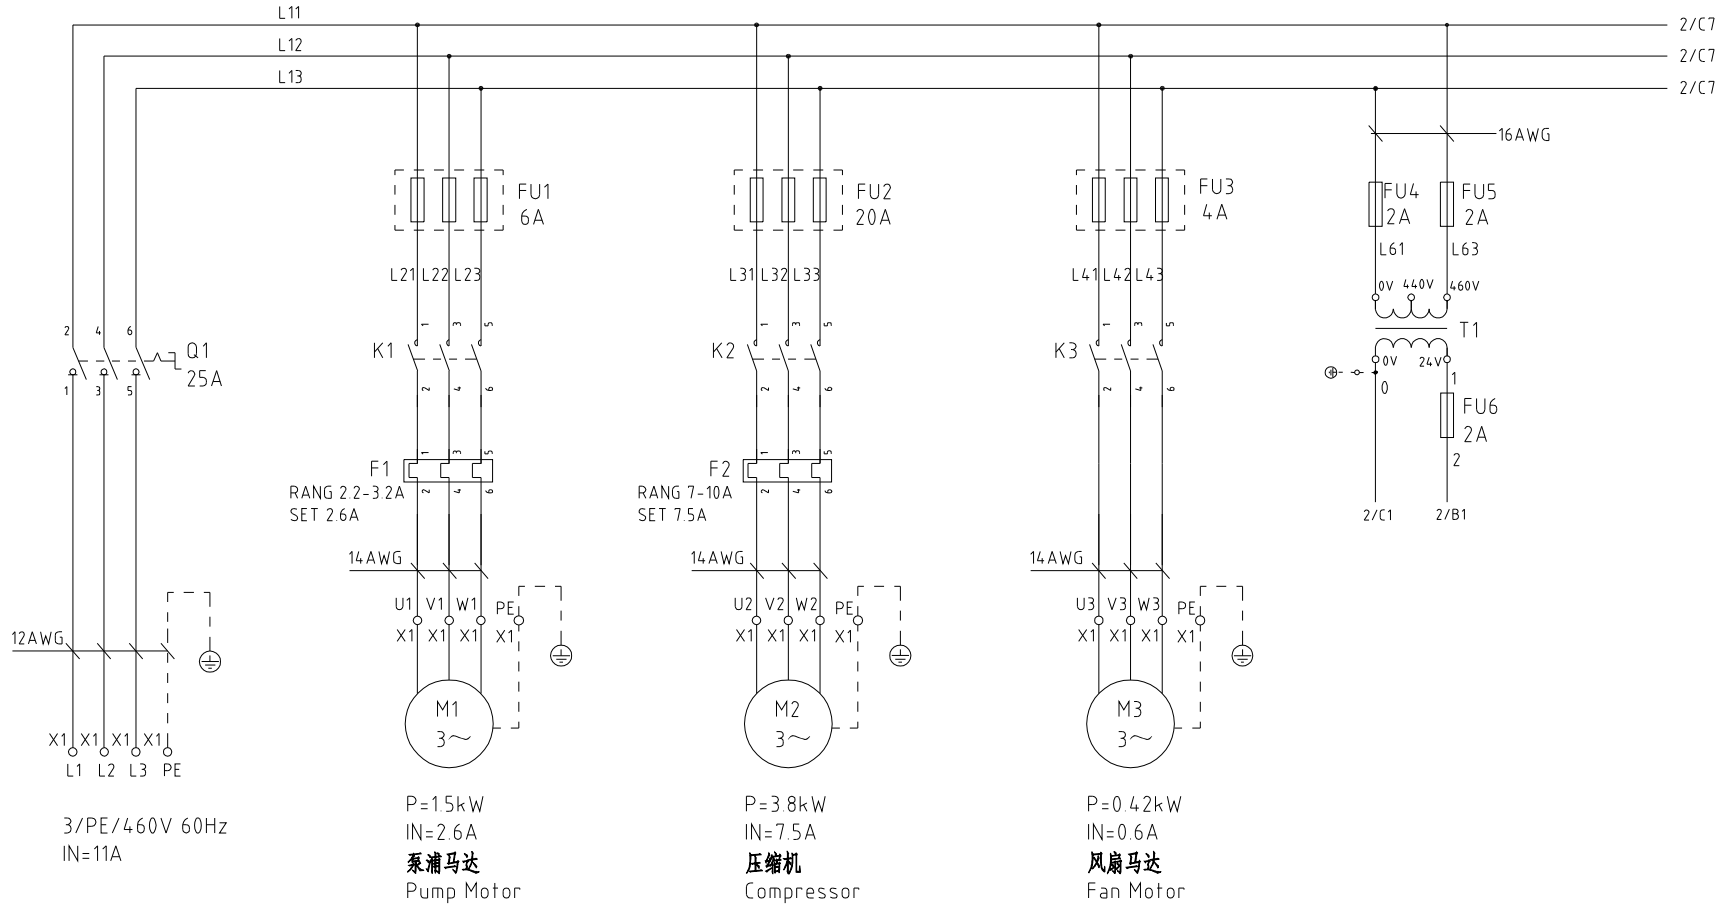 L11
2/C7
L12
2/C7
L13
2/C7
16AWG
FU1
6A
FU2
20A
FU3
4A
FU4
2A
FU5
2A
L21 L22 L23
L31 L32 L33
L41 L42 L43
L61
L63
0V 440V 460V
T1
0V 24V
0
1
FU6
2A
2
2/C1
2/B1
2 4 6
Q1
25A
1 3 5
1 3 5
K1
2 4 6
1 3 5
K2
2 4 6
1 3 5
K3
2 4 6
1 3 5
F1
RANG 2.2-3.2A
SET 2.6A
2 4 6
1 3 5
F2
RANG 7-10A
SET 7.5A
2 4 6
14AWG
14AWG
14AWG
U1 V1 W1 PE
X1 X1 X1 X1
U2 V2 W2 PE
X1 X1 X1 X1
U3 V3 W3 PE
X1 X1 X1 X1
12AWG
M1
3~
M2
3~
M3
3~
X1 X1 X1 X1
L1 L2 L3 PE
3/PE/460V 60Hz
IN=11A
P=1.5kW
IN=2.6A
泵浦马达
Pump Motor
P=3.8kW
IN=7.5A
压缩机
Compressor
P=0.42kW
IN=0.6A
风扇马达
Fan Motor